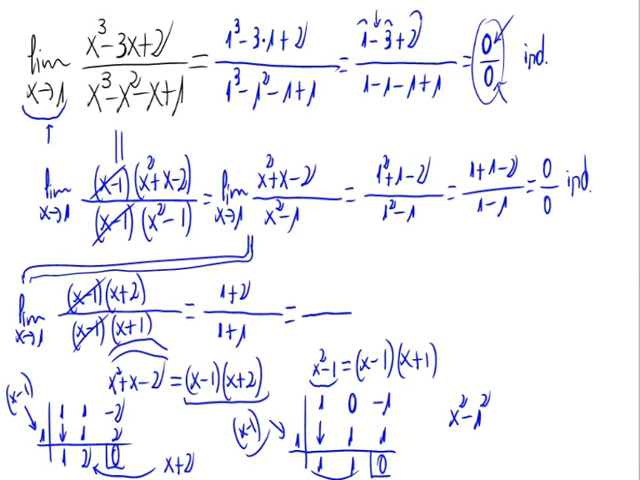 lim x→1 (x³-3x+2)/(x³-x²-x+1) = (1³-3·1+2)/(1³-1²-1+1) = (1-3+2)/(1-1-1+1) = 0/0 ind.
||
lim x→1 ((x-1)(x²+x-2))/((x-1)(x²-1)) = lim x→1 (x²+x-2)/(x²-1) = (1²+1-2)/(1²-1) = (1+1-2)/(1-1) = 0/0 ind.
||
lim x→1 ((x-1)(x+2))/((x-1)(x+1)) = (1+2)/(1+1) = —
x²+x-2 = (x-1)(x+2)
x²-1 = (x-1)(x+1)
(x-1)
1 1 -2
1 1 2
1 2 0
x+2
(x-1)
1 0 -1
1 1 1
1 1 0
x²-1²